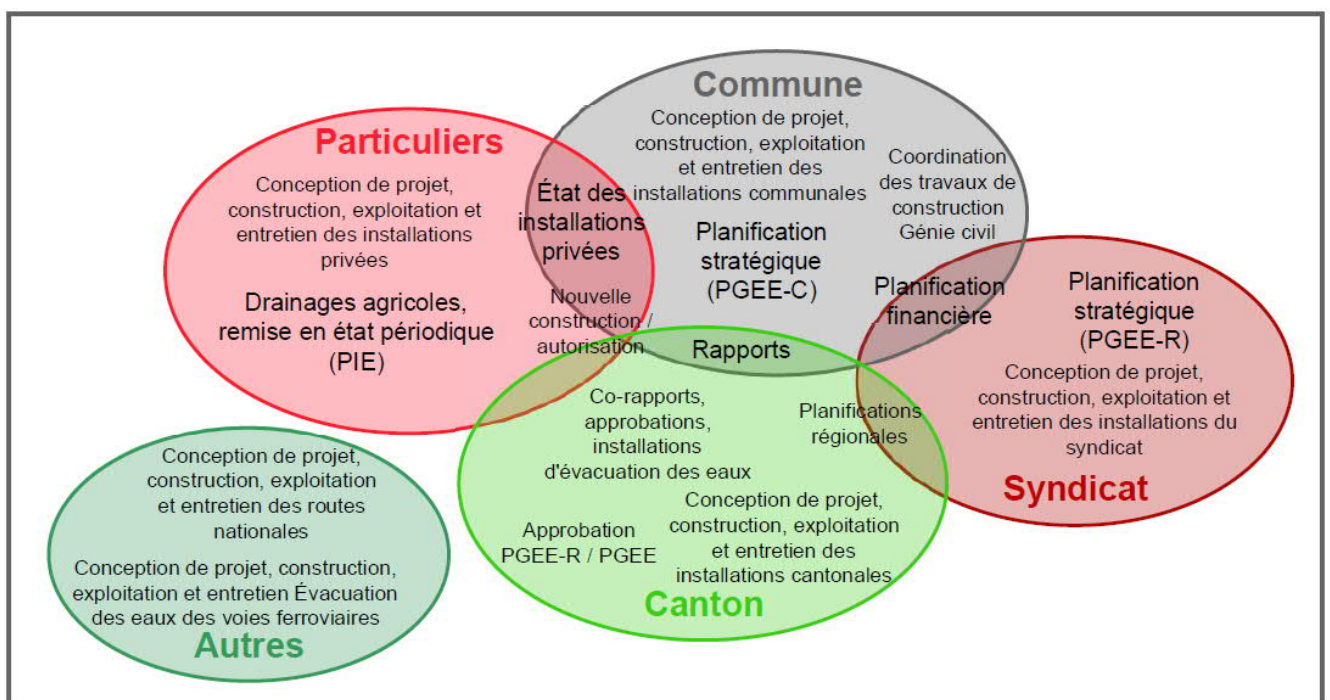 Commune
Conception de projet,
construction, exploitation
et entretien des
installations communales
Coordination
des travaux de
construction
Génie civil
Planification
stratégique
(PGEE-C)
Particuliers
Conception de projet,
construction, exploitation et
entretien des installations
privées
Drainages agricoles,
remise en état périodique
(PIE)
État des
installations
privées
Nouvelle
construction /
autorisation
Planification
financière
Rapports
Planification
stratégique
(PGEE-R)
Conception de projet,
construction, exploitation et
entretien des installations du
syndicat
Syndicat
Co-rapports,
approbations,
installations
d'évacuation des eaux
Planifications
régionales
Approbation
PGEE-R / PGEE
Conception de projet,
construction, exploitation
et entretien des
installations cantonales
Canton
Conception de projet,
construction, exploitation
et entretien des routes
nationales
Conception de projet, construction,
exploitation et entretien Évacuation
des eaux des voies ferroviaires
Autres